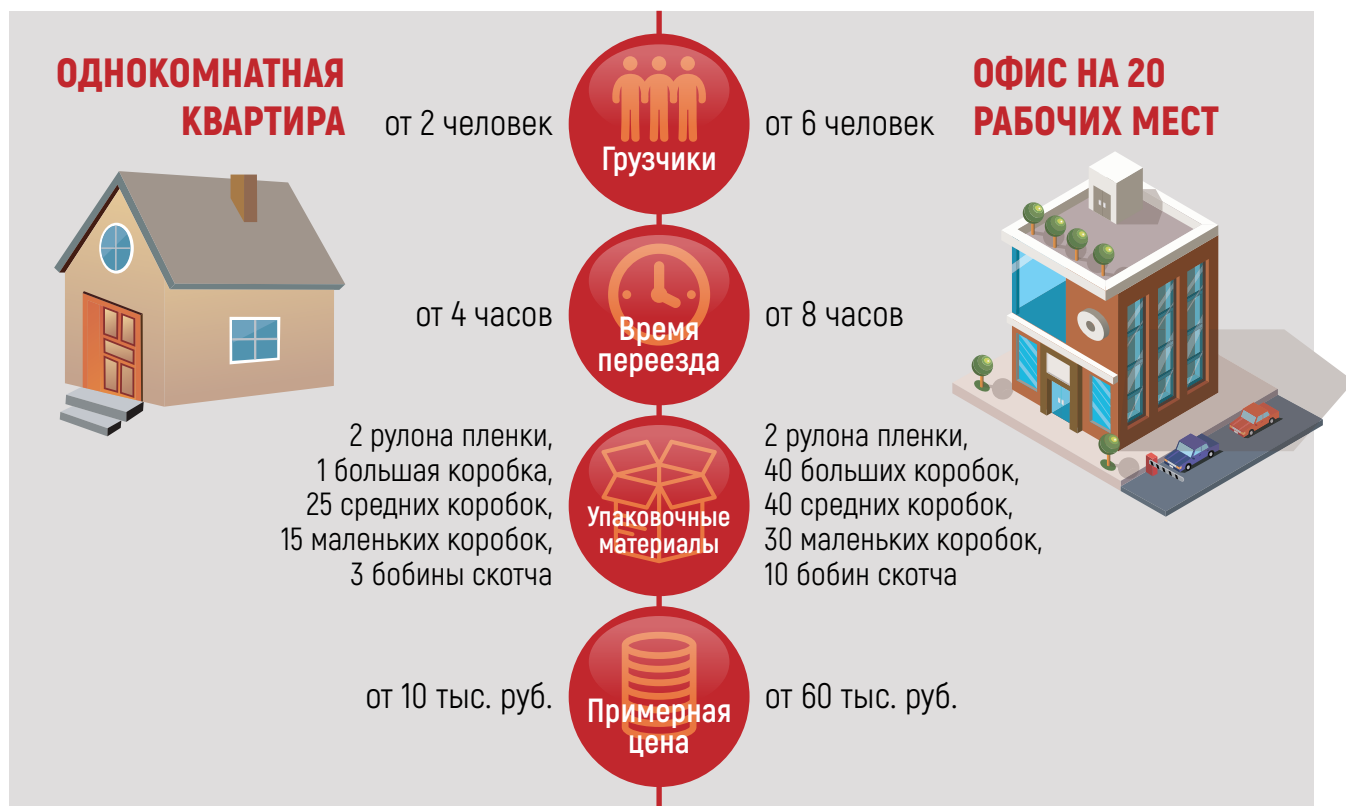 ОДНОКОМНАТНАЯ
КВАРТИРА
ОФИС НА 20
РАБОЧИХ МЕСТ
от 2 человек
Грузчики
от 6 человек
от 4 часов
Время
переезда
от 8 часов
2 рулона пленки,
1 большая коробка,
25 средних коробок,
15 маленьких коробок,
3 бобины скотча
Упаковочные
материалы
2 рулона пленки,
40 больших коробок,
40 средних коробок,
30 маленьких коробок,
10 бобин скотча
от 10 тыс. руб.
Примерная
цена
от 60 тыс. руб.